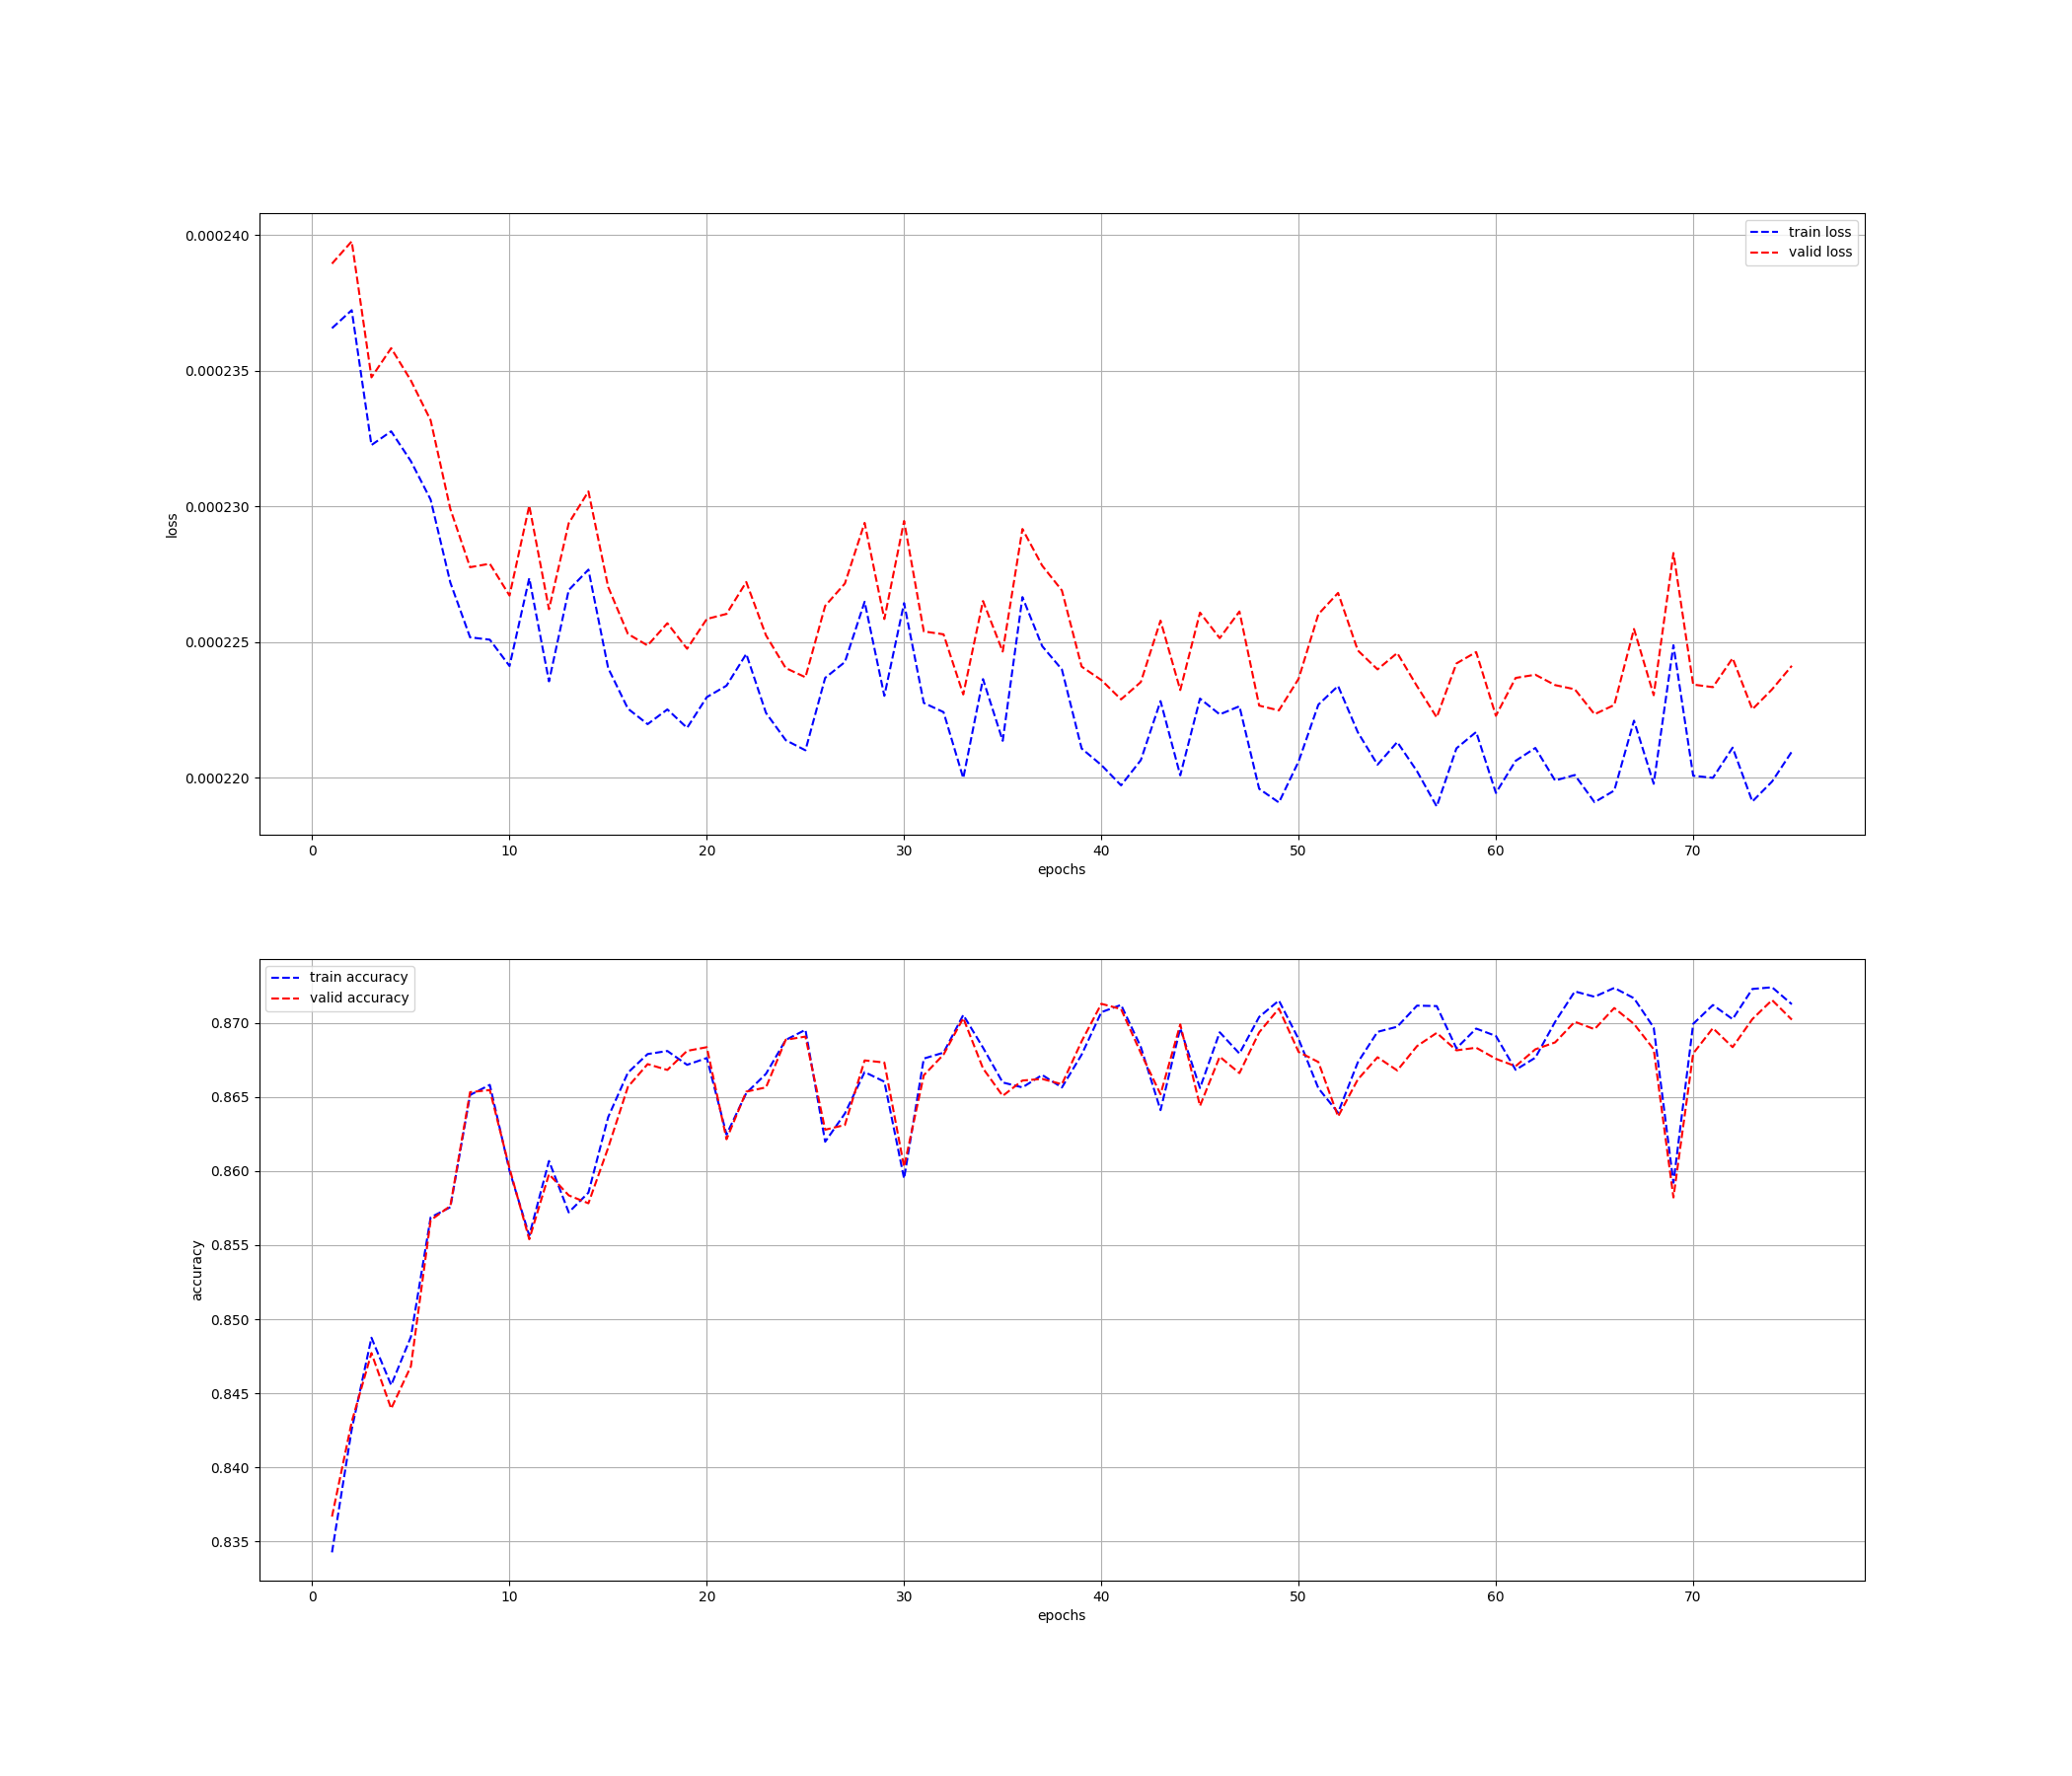 0.000240
0.000235
0.000230
0.000225
0.000220
loss
train loss
valid loss
0 10 20 30 40 50 60 70
epochs
train accuracy
valid accuracy
0.870
0.865
0.860
0.855
0.850
0.845
0.840
0.835
accuracy
0 10 20 30 40 50 60 70
epochs